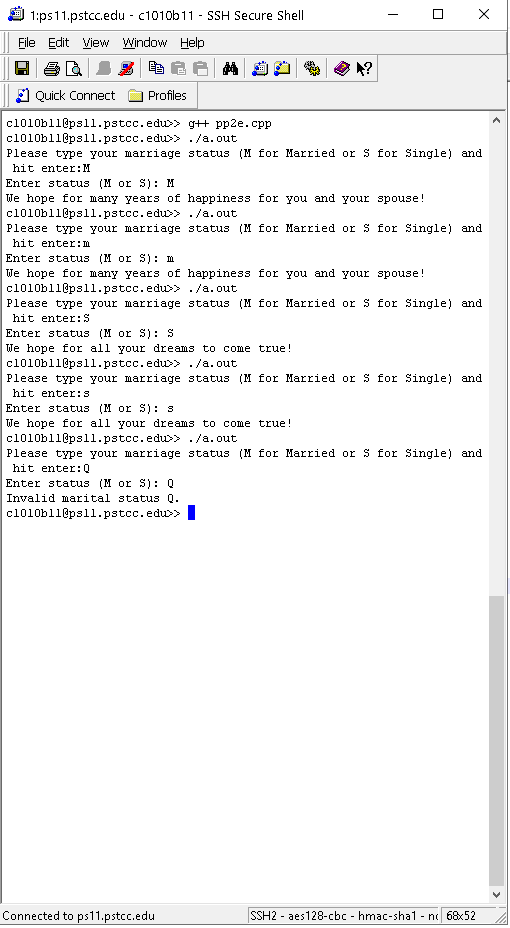 1:ps11.pstcc.edu - c1010b11 - SSH Secure Shell
File Edit View Window Help
Quick Connect Profiles
c1010b11@ps11.pstcc.edu>> g++ pp2e.cpp
c1010b11@ps11.pstcc.edu>> ./a.out
Please type your marriage status (M for Married or S for Single) and
hit enter:M
Enter status (M or S): M
We hope for many years of happiness for you and your spouse!
c1010b11@ps11.pstcc.edu>> ./a.out
Please type your marriage status (M for Married or S for Single) and
hit enter:m
Enter status (M or S): m
We hope for many years of happiness for you and your spouse!
c1010b11@ps11.pstcc.edu>> ./a.out
Please type your marriage status (M for Married or S for Single) and
hit enter:S
Enter status (M or S): S
We hope for all your dreams to come true!
c1010b11@ps11.pstcc.edu>> ./a.out
Please type your marriage status (M for Married or S for Single) and
hit enter:s
Enter status (M or S): s
We hope for all your dreams to come true!
c1010b11@ps11.pstcc.edu>> ./a.out
Please type your marriage status (M for Married or S for Single) and
hit enter:Q
Enter status (M or S): Q
Invalid marital status Q.
c1010b11@ps11.pstcc.edu>>
Connected to ps11.pstcc.edu SSH2 - aes128-cbc - hmac-sha1 - 68x52